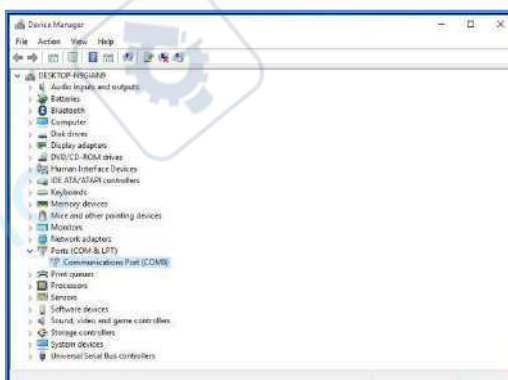 Device Manager
File Action View Help
DESKTOP-N9GIAN9
Audio inputs and outputs
Batteries
Bluetooth
Computer
Disk drives
Display adapters
DVD/CD-ROM drives
Human Interface Devices
IDE ATA/ATAPI controllers
Keyboards
Memory devices
Mice and other pointing devices
Monitors
Network adapters
Ports (COM & LPT)
Communications Port (COM8)
Print queues
Processors
Sensors
Software devices
Sound, video and game controllers
Storage controllers
System devices
Universal Serial Bus controllers